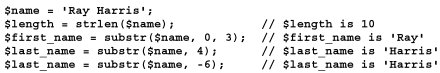 $name = 'Ray Harris';
$length = strlen($name);           // $length is 10
$first_name = substr($name, 0, 3); // $first_name is 'Ray'
$last_name = substr($name, 4);     // $last_name is 'Harris'
$last_name = substr($name, -6);    // $last_name is 'Harris'